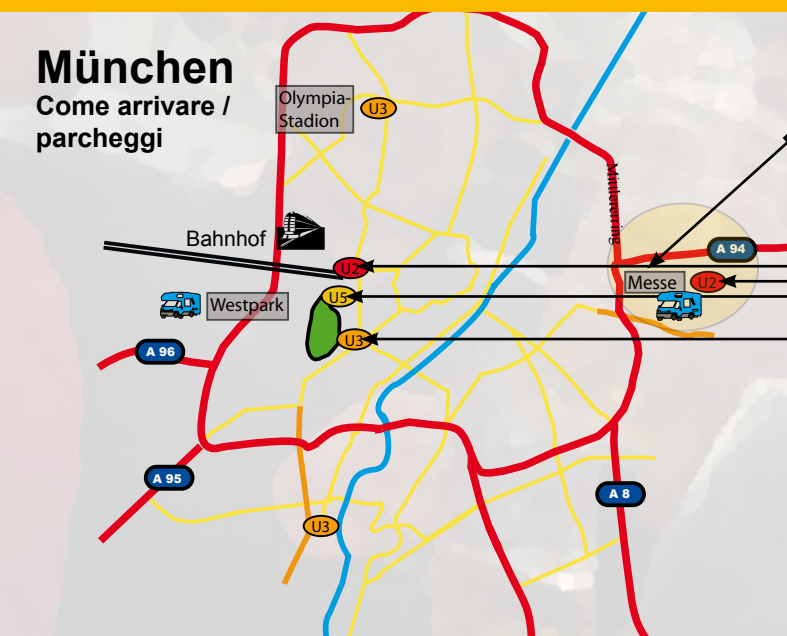 München
Come arrivare /
parcheggi
Olympia-
Stadion
U3
Mittlerer ring
Bahnhof
A 94
U2
Messe
U2
U5
Westpark
U3
A 96
A 95
A 8
U3